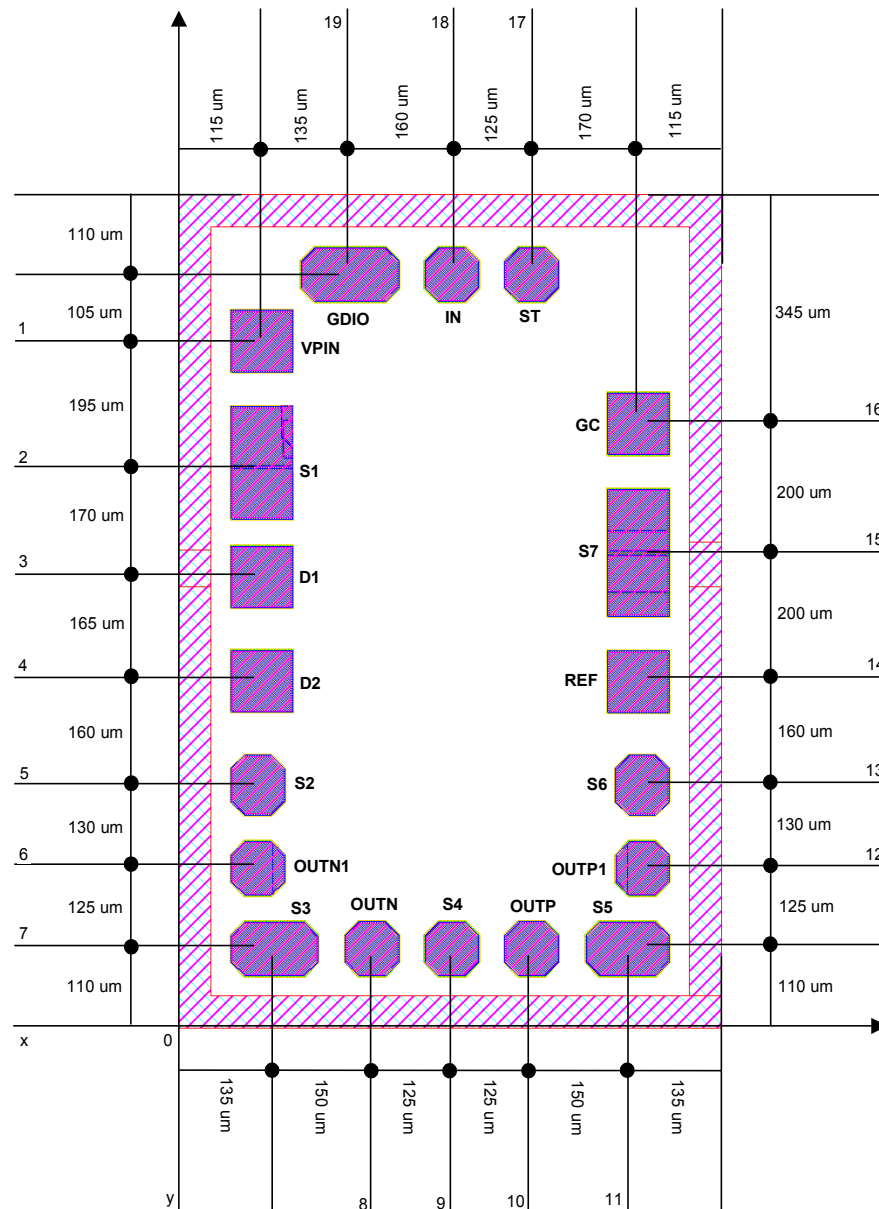 19
18
17
115 um
135 um
160 um
125 um
170 um
115 um
110 um
105 um
1
195 um
2
170 um
3
165 um
4
160 um
5
130 um
6
125 um
7
110 um
GDIO
IN
ST
VPIN
S1
D1
D2
S2
OUTN1
S3
OUTN
S4
OUTP
S5
GC
S7
REF
S6
OUTP1
345 um
16
200 um
15
200 um
14
160 um
13
130 um
12
125 um
110 um
x
0
135 um
150 um
125 um
125 um
150 um
135 um
y
8
9
10
11